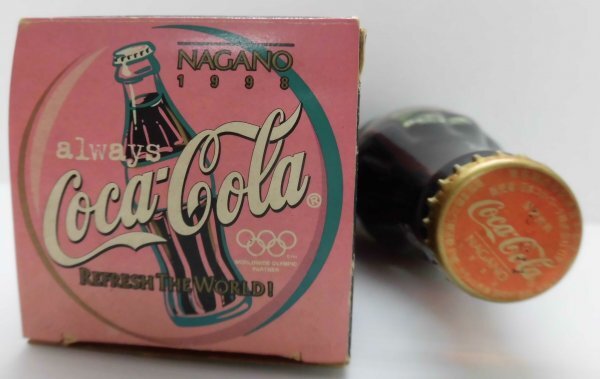 NAGANO
1998
always
Coca-Cola®
WORLDWIDE OLYMPIC
PARTNER
REFRESH THE WORLD!
Coca-Cola
NAGANO